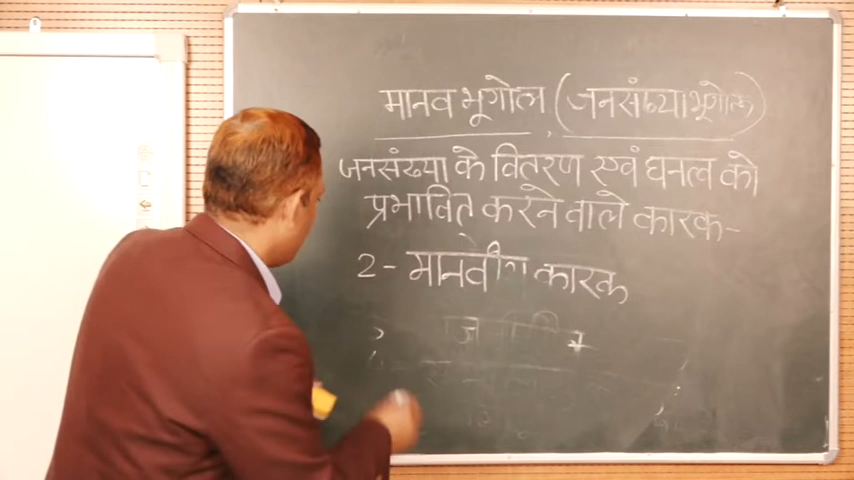 मानव भूगोल (जनसंख्या भूगोल)
जनसंख्या के वितरण एवं घनत्व को
प्रभावित करने वाले कारक-
2- मानवीय कारक